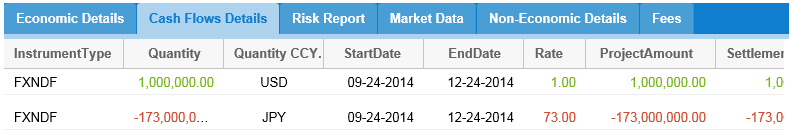 Economic Details Cash Flows Details Risk Report Market Data Non-Economic Details Fees
InstrumentType Quantity Quantity CCY. StartDate EndDate Rate ProjectAmount Settlemen
FXNDF 1,000,000.00 USD 09-24-2014 12-24-2014 1.00 1,000,000.00 1,0
FXNDF -173,000,0... JPY 09-24-2014 12-24-2014 73.00 -173,000,000.00 -173,0